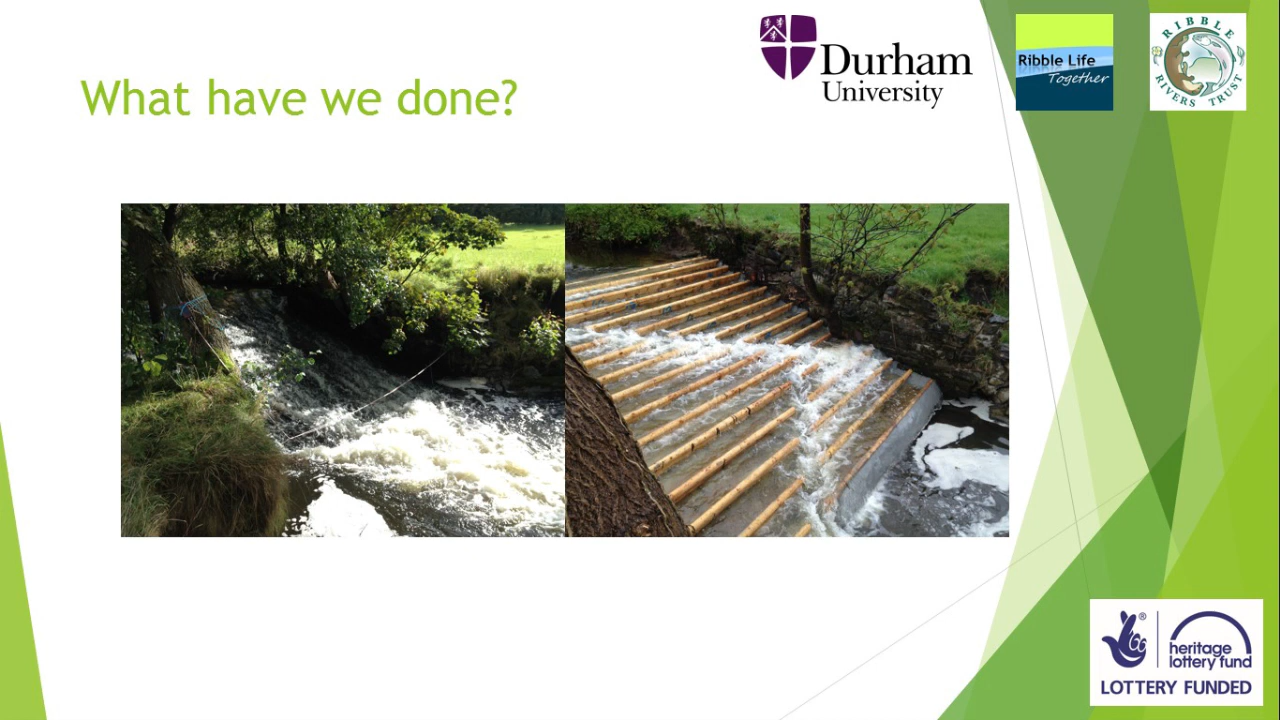 What have we done?
Durham
University
Ribble Life
Together
RIBBLE
RIVERS TRUST
heritage
lottery fund
LOTTERY FUNDED